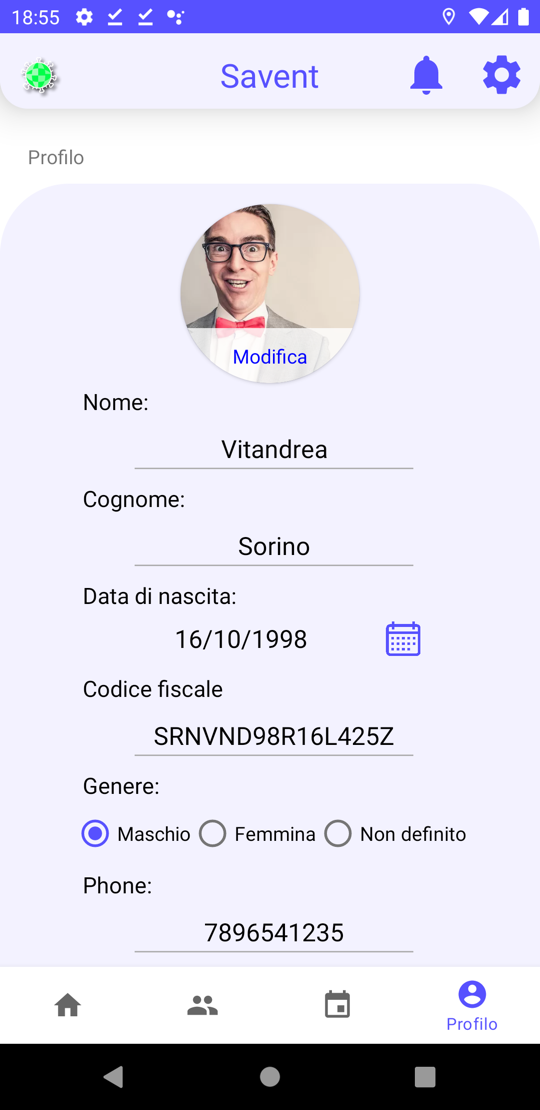 18:55
Savent
Profilo
Modifica
Nome:
Vitandrea
Cognome:
Sorino
Data di nascita:
16/10/1998
Codice fiscale
SRNVND98R16L425Z
Genere:
Maschio Femmina Non definito
Phone:
7896541235
Profilo